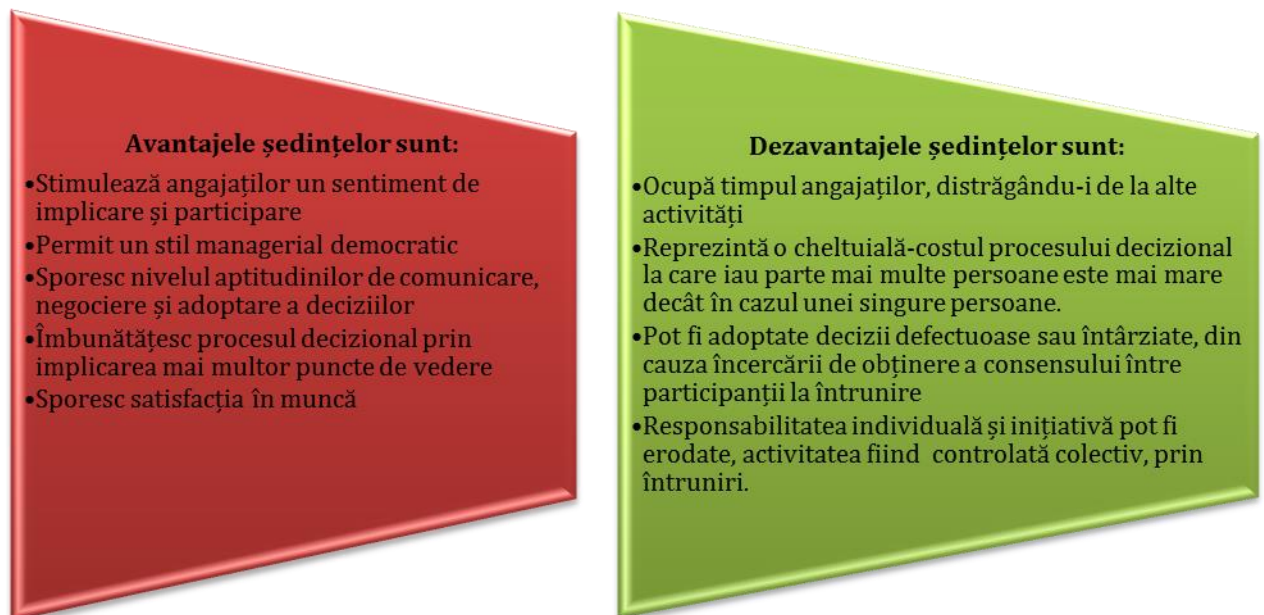 Avantajele ședințelor sunt:
•Stimulează angajaților un sentiment de
implicare și participare
•Permit un stil managerial democratic
•Sporesc nivelul aptitudinilor de comunicare,
negociere și adoptare a deciziilor
•Îmbunătățesc procesul decizional prin
implicarea mai multor puncte de vedere
•Sporesc satisfacția în muncă
Dezavantajele ședințelor sunt:
•Ocupă timpul angajaților, distrăgându-i de la alte
activități
•Reprezintă o cheltuială-costul procesului decizional
la care iau parte mai multe persoane este mai mare
decât în cazul unei singure persoane.
•Pot fi adoptate decizii defectuoase sau întârziate, din
cauza încercării de obținere a consensului între
participanții la întrunire
•Responsabilitatea individuală și inițiativă pot fi
erodate, activitatea fiind controlată colectiv, prin
întruniri.